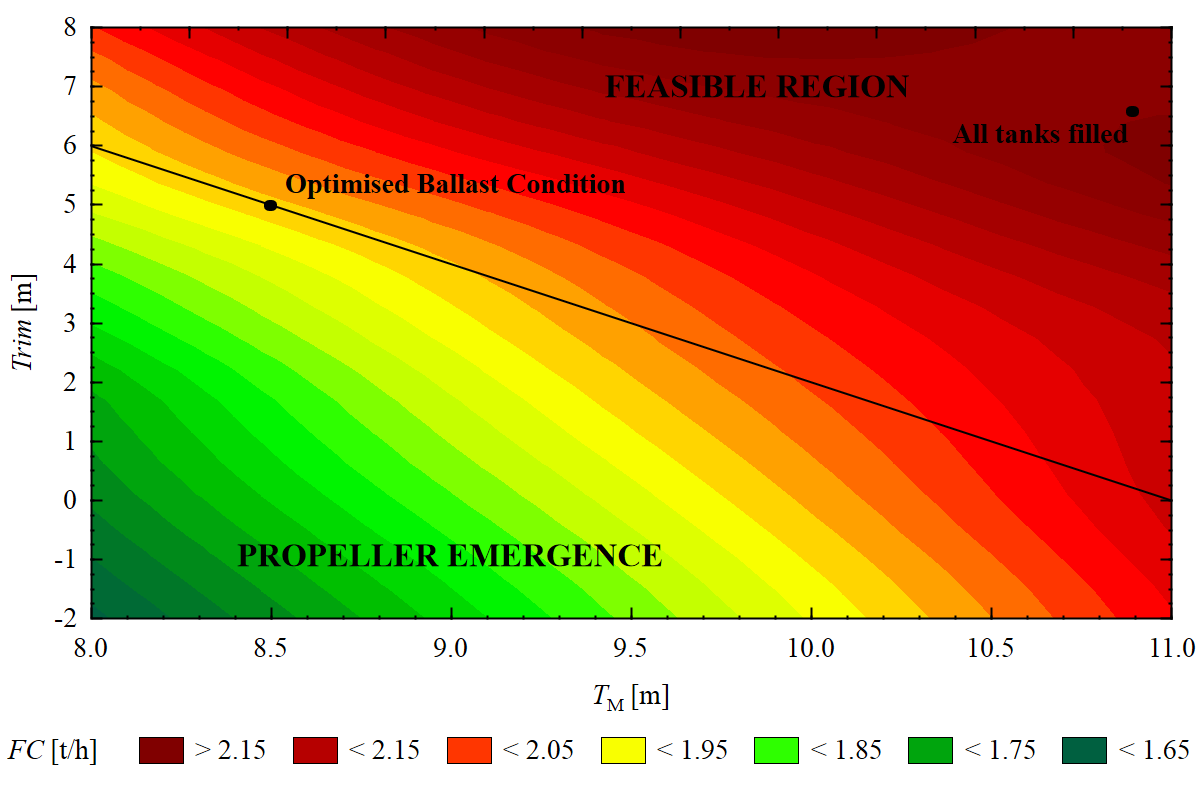 8
7
6
5
4
3
2
1
0
-1
-2
Trim [m]
FEASIBLE REGION
All tanks filled
Optimised Ballast Condition
PROPELLER EMERGENCE
8.0 8.5 9.0 9.5 10.0 10.5 11.0
TM [m]
FC [t/h] > 2.15 < 2.15 < 2.05 < 1.95 < 1.85 < 1.75 < 1.65